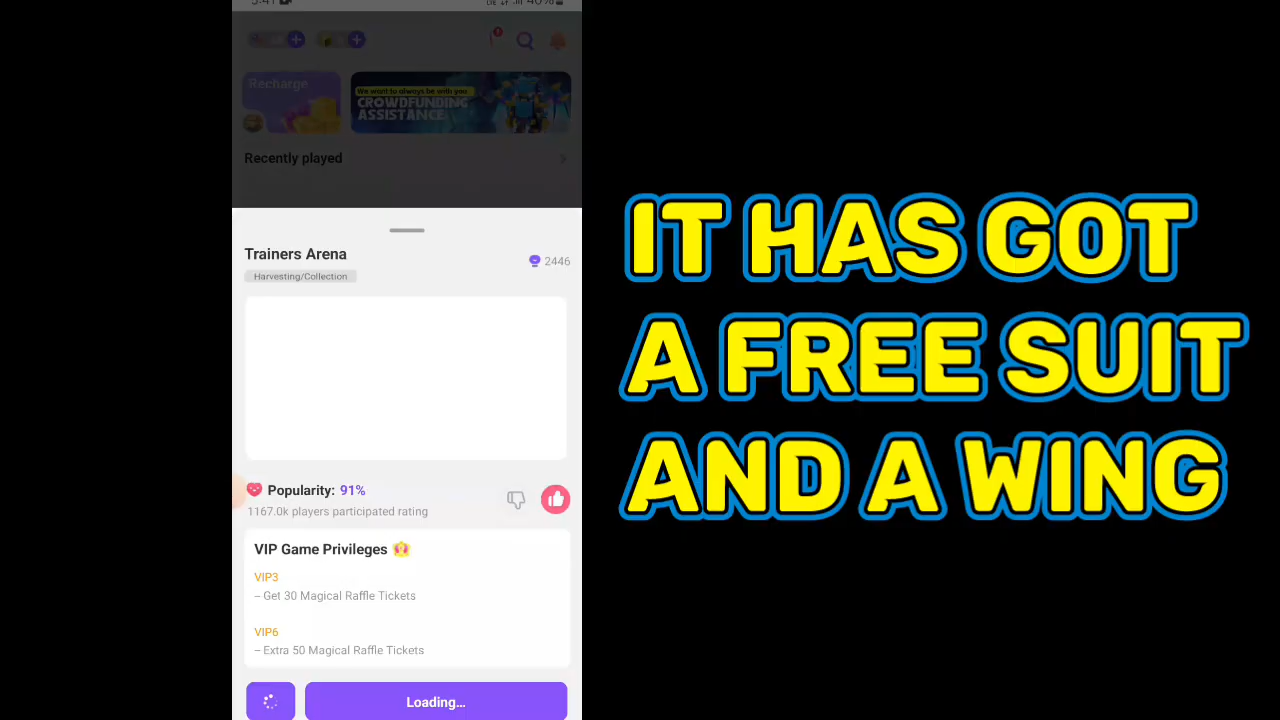 Recharge
We want to always be with you
CROWDFUNDING
ASSISTANCE
Recently played
Trainers Arena
2446
Harvesting/Collection
Popularity: 91%
1167.0k players participated rating
VIP Game Privileges
VIP3
– Get 30 Magical Raffle Tickets
VIP6
– Extra 50 Magical Raffle Tickets
Loading...
IT HAS GOT
A FREE SUIT
AND A WING